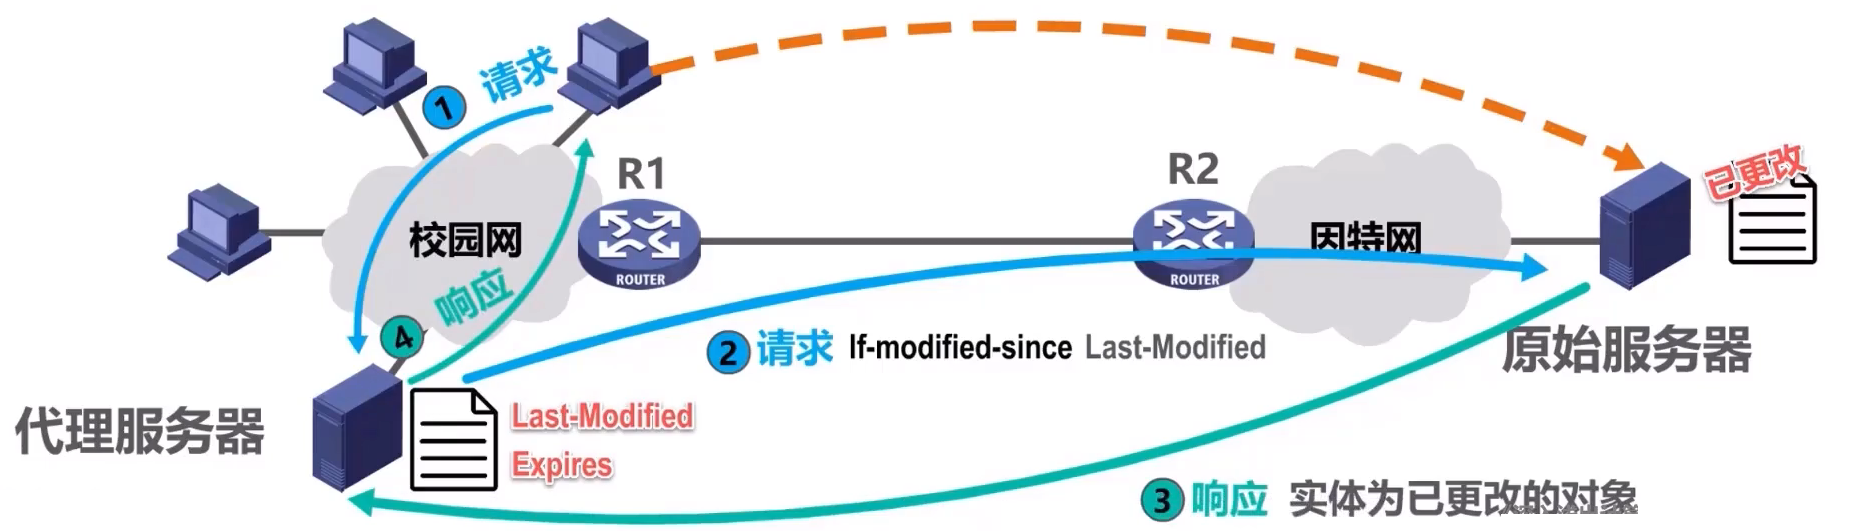 1 请求
R1
R2
已更改
校园网
因特网
ROUTER
ROUTER
4 响应
2 请求 If-modified-since Last-Modified
原始服务器
代理服务器
Last-Modified
Expires
3 响应 实体为已更改的对象